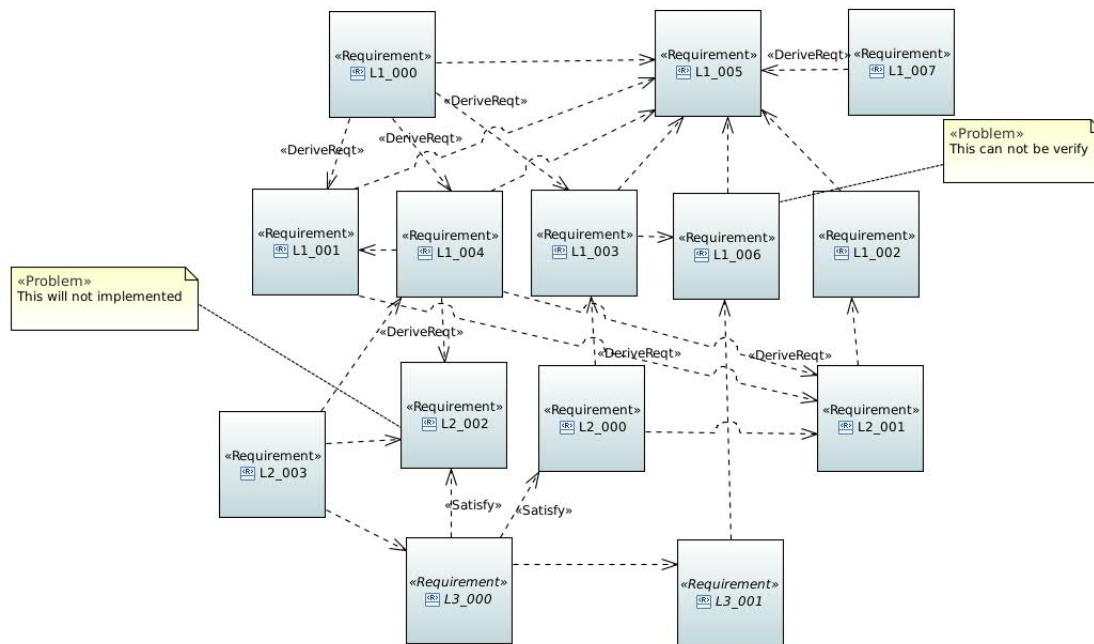 «Requirement»
L1_000
«Requirement»
L1_005
«DeriveReqt»
«Requirement»
L1_007
«DeriveReqt»
«DeriveReqt»
«DeriveReqt»
«Problem»
This can not be verify
«Requirement»
L1_001
«Requirement»
L1_004
«Requirement»
L1_003
«Requirement»
L1_006
«Requirement»
L1_002
«Problem»
This will not implemented
«DeriveReqt»
«DeriveReqt»
«DeriveReqt»
«Requirement»
L2_002
«Requirement»
L2_000
«Requirement»
L2_001
«Requirement»
L2_003
«Satisfy»
«Satisfy»
«Requirement»
L3_000
«Requirement»
L3_001